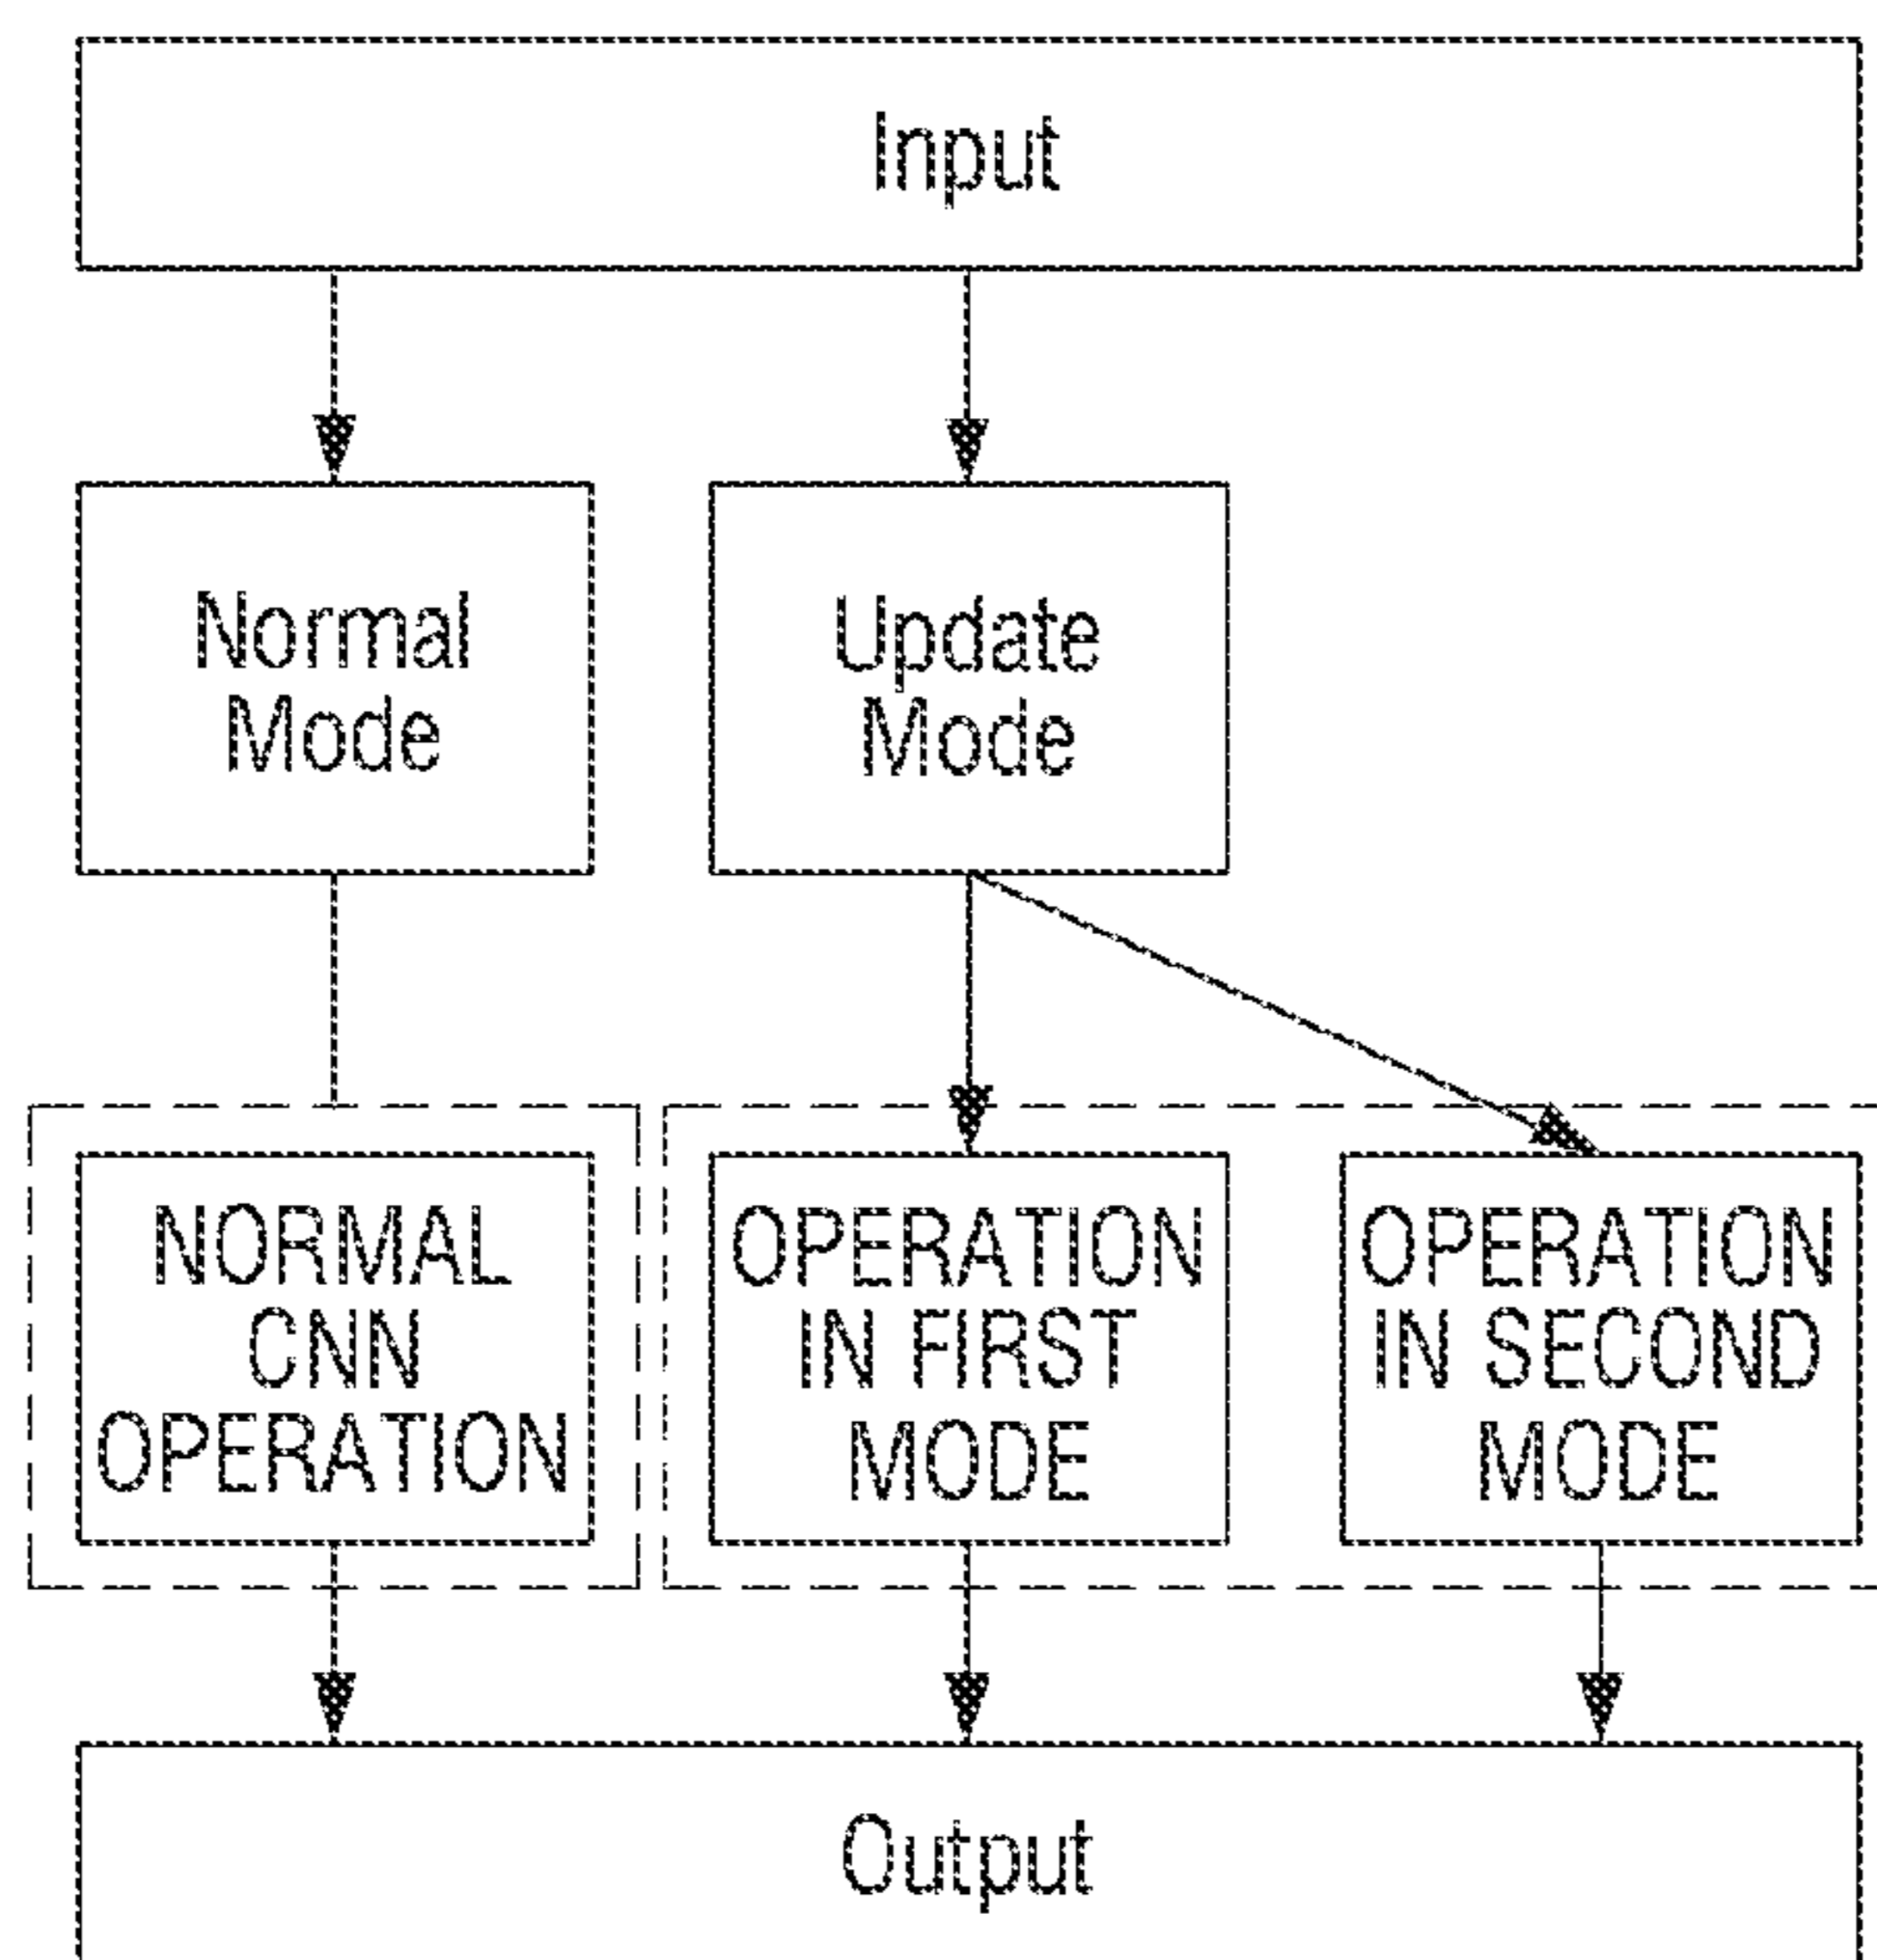 Input
Normal
Mode
Update
Mode
NORMAL
CNN
OPERATION
OPERATION
IN FIRST
MODE
OPERATION
IN SECOND
MODE
Output